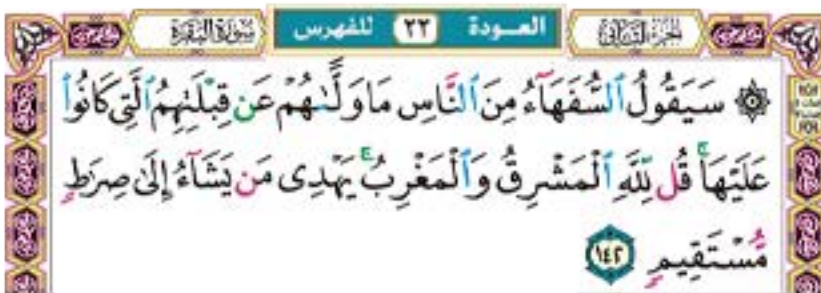 الجزء الثاني العـودة ٢٢ للفهرس سورة البقرة
۞ سَيَقُولُ ٱلسُّفَهَآءُ مِنَ ٱلنَّاسِ مَا وَلَّىٰهُمْ عَن قِبْلَتِهِمُ ٱلَّتِى كَانُوا۟
عَلَيْهَا ۚ قُل لِّلَّهِ ٱلْمَشْرِقُ وَٱلْمَغْرِبُ ۚ يَهْدِى مَن يَشَآءُ إِلَىٰ صِرَٰطٍ
مُّسْتَقِيمٍ ١٤٢